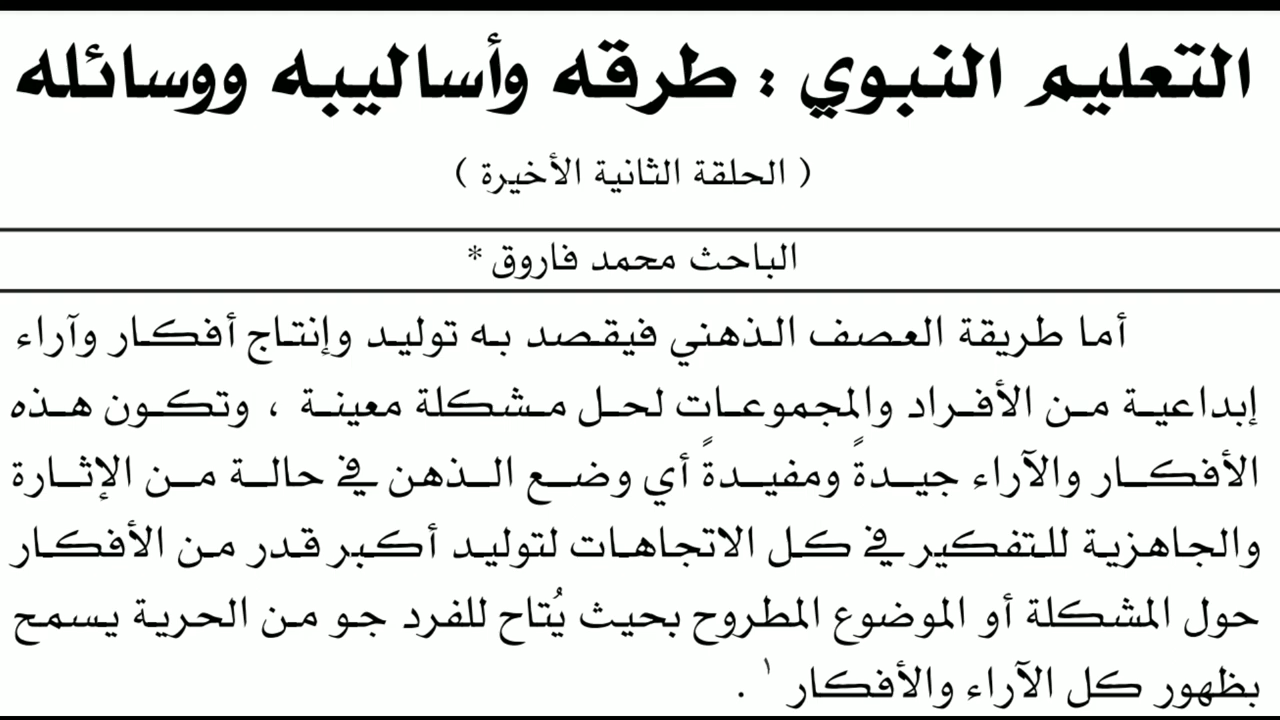 التعليم النبوي : طرقه وأساليبه ووسائله
( الحلقة الثانية الأخيرة )
الباحث محمد فاروق *
أما طريقة العصف الذهني فيقصد به توليد وإنتاج أفكار وآراء
إبداعية من الأفراد والمجموعات لحل مشكلة معينة ، وتكون هذه
الأفكار والآراء جيدةً ومفيدةً أي وضع الذهن في حالة من الإثارة
والجاهزية للتفكير في كل الاتجاهات لتوليد أكبر قدر من الأفكار
حول المشكلة أو الموضوع المطروح بحيث يُتاح للفرد جو من الحرية يسمح
بظهور كل الآراء والأفكار ١ .